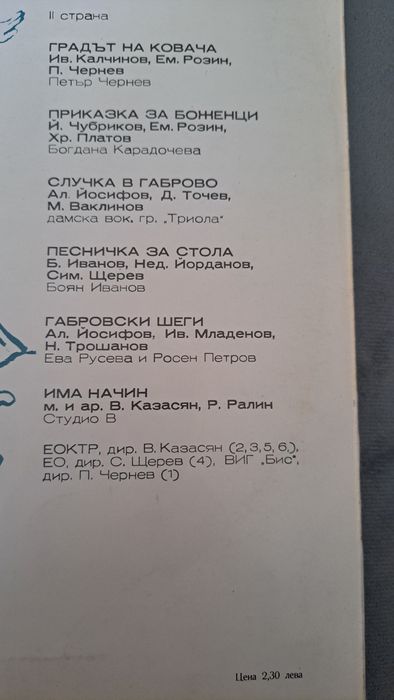 II страна
ГРАДЪТ НА КОВАЧА
Ив. Калчинов, Ем. Розин,
П. Чернев
Петър Чернев
ПРИКАЗКА ЗА БОЖЕНЦИ
Й. Чубриков, Ем. Розин,
Хр. Платов
Богдана Карадочева
СЛУЧКА В ГАБРОВО
Ал. Йосифов, Д. Точев,
М. Ваклинов
дамска вок. гр. „Триола“
ПЕСНИЧКА ЗА СТОЛА
Б. Иванов, Нед. Йорданов,
Сим. Щерев
Боян Иванов
ГАБРОВСКИ ШЕГИ
Ал. Йосифов, Ив. Младенов,
Н. Трошанов
Ева Русева и Росен Петров
ИМА НАЧИН
м. и ар. В. Казасян, Р. Ралин
Студио В
ЕОКТР, дир. В. Казасян (2,3,5,6,),
ЕО, дир. С. Щерев (4), ВИГ „Бис“,
дир. П. Чернев (1)
Цена 2,30 лева